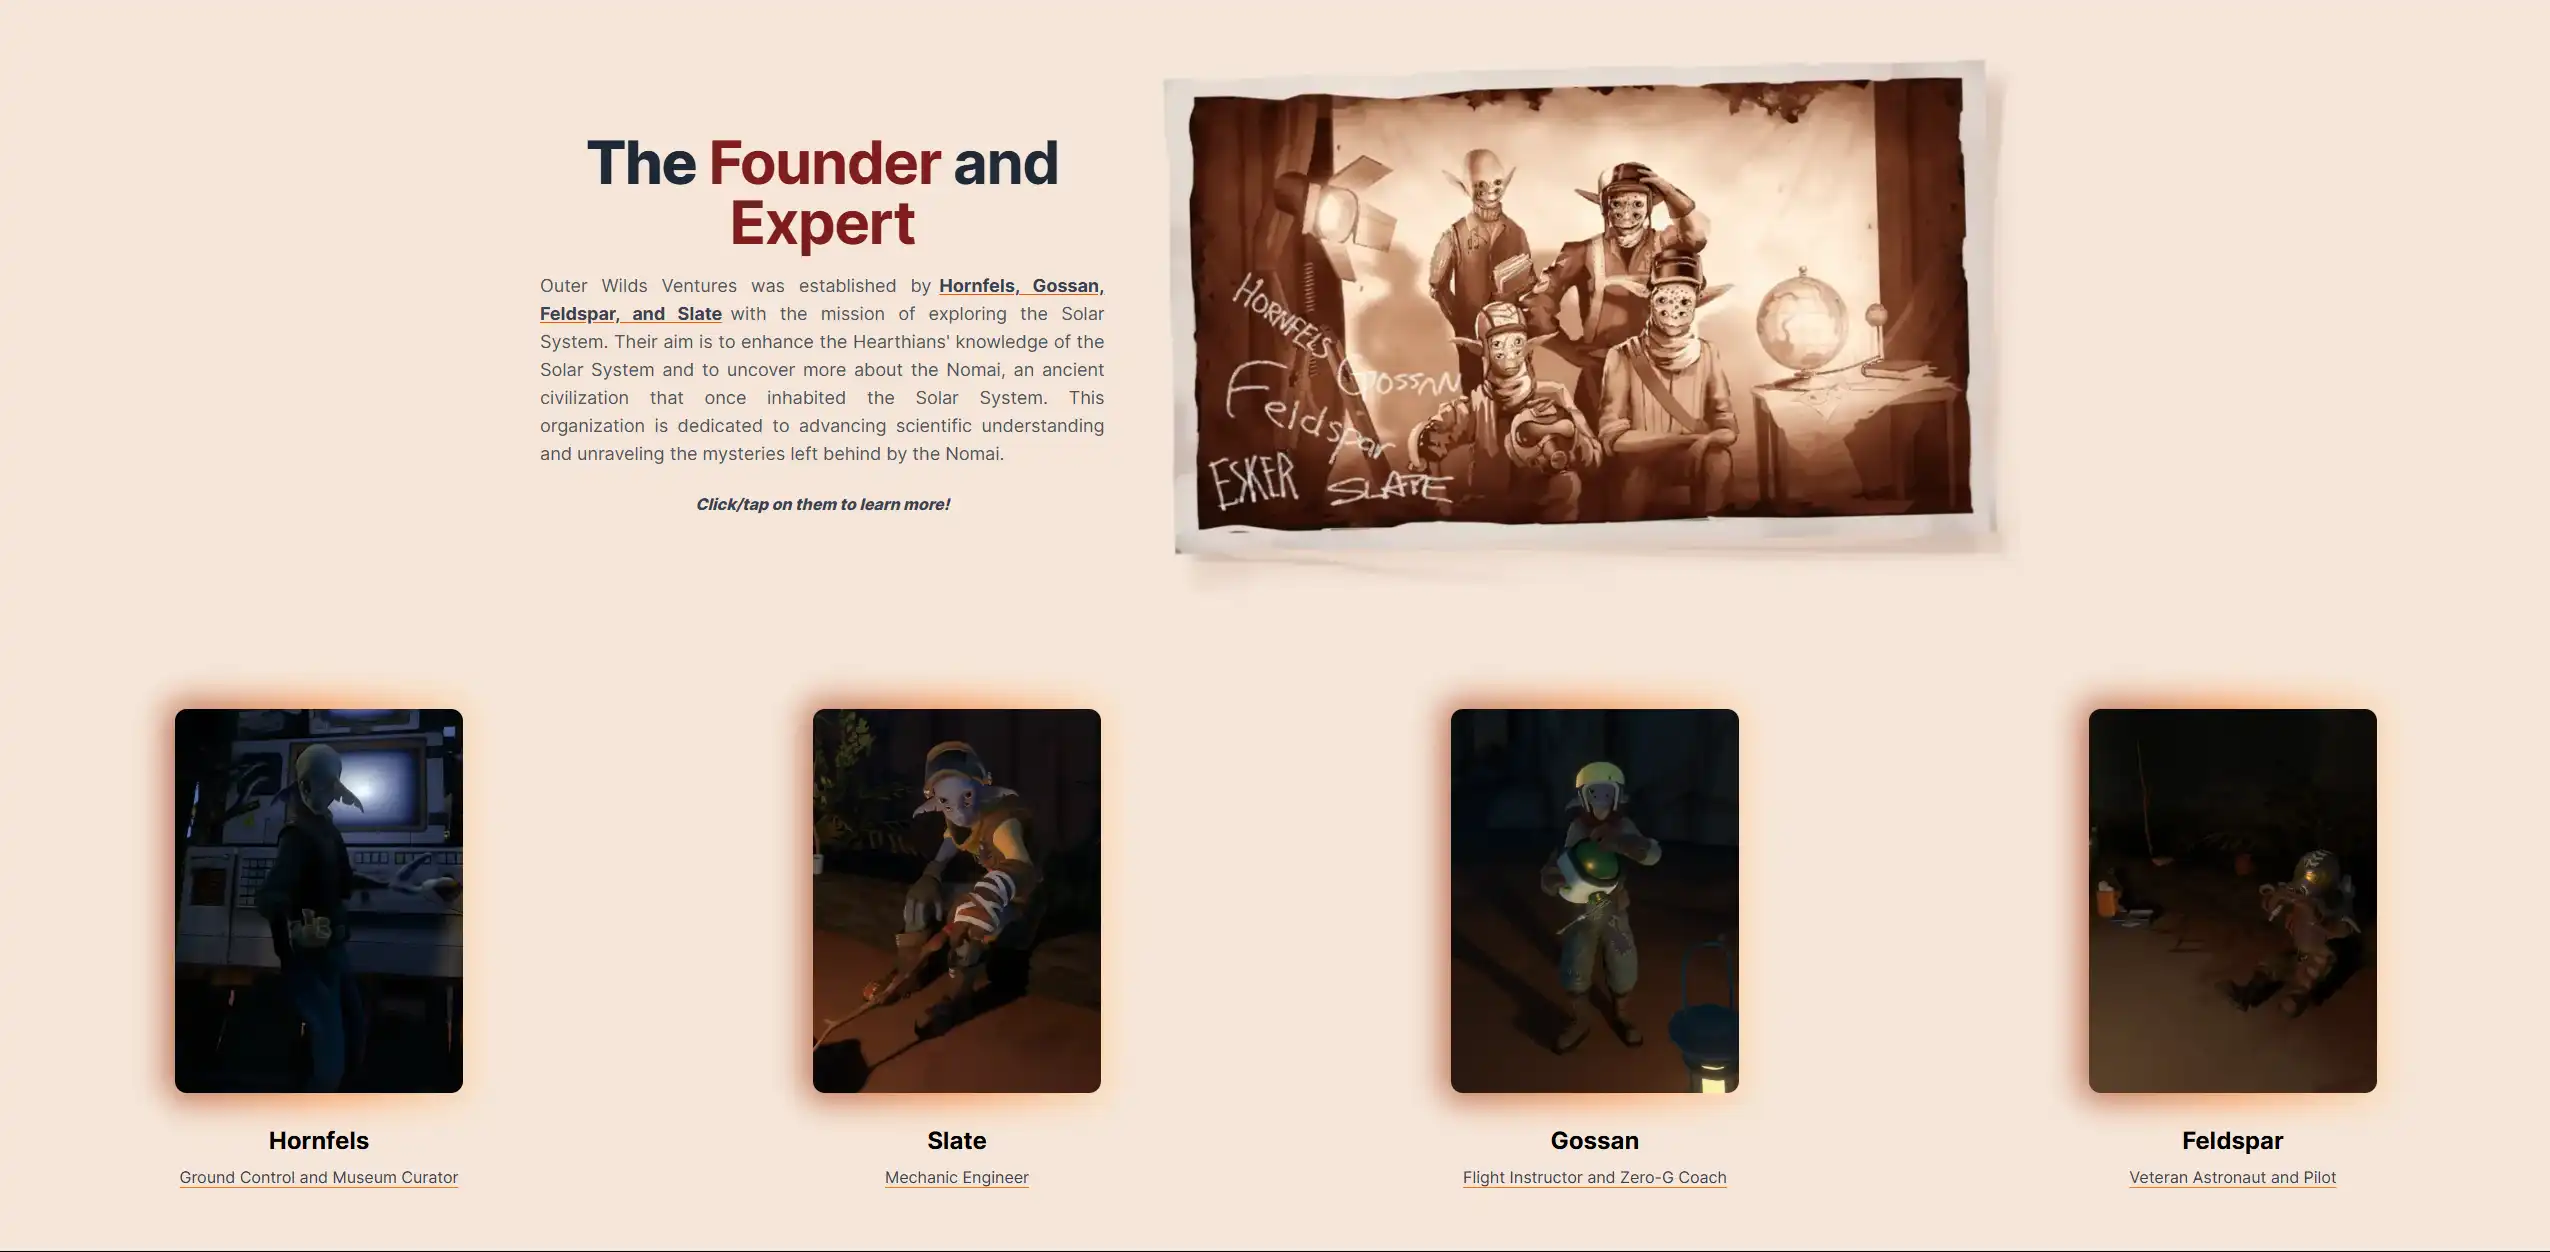 The Founder and
Expert
Outer Wilds Ventures was established by Hornfels, Gossan,
Feldspar, and Slate with the mission of exploring the Solar
System. Their aim is to enhance the Hearthians' knowledge of the
Solar System and to uncover more about the Nomai, an ancient
civilization that once inhabited the Solar System. This
organization is dedicated to advancing scientific understanding
and unraveling the mysteries left behind by the Nomai.
Click/tap on them to learn more!
HORNFELS
GOSSAN
Feldspar
ESKER
SLATE
Hornfels
Ground Control and Museum Curator
Slate
Mechanic Engineer
Gossan
Flight Instructor and Zero-G Coach
Feldspar
Veteran Astronaut and Pilot